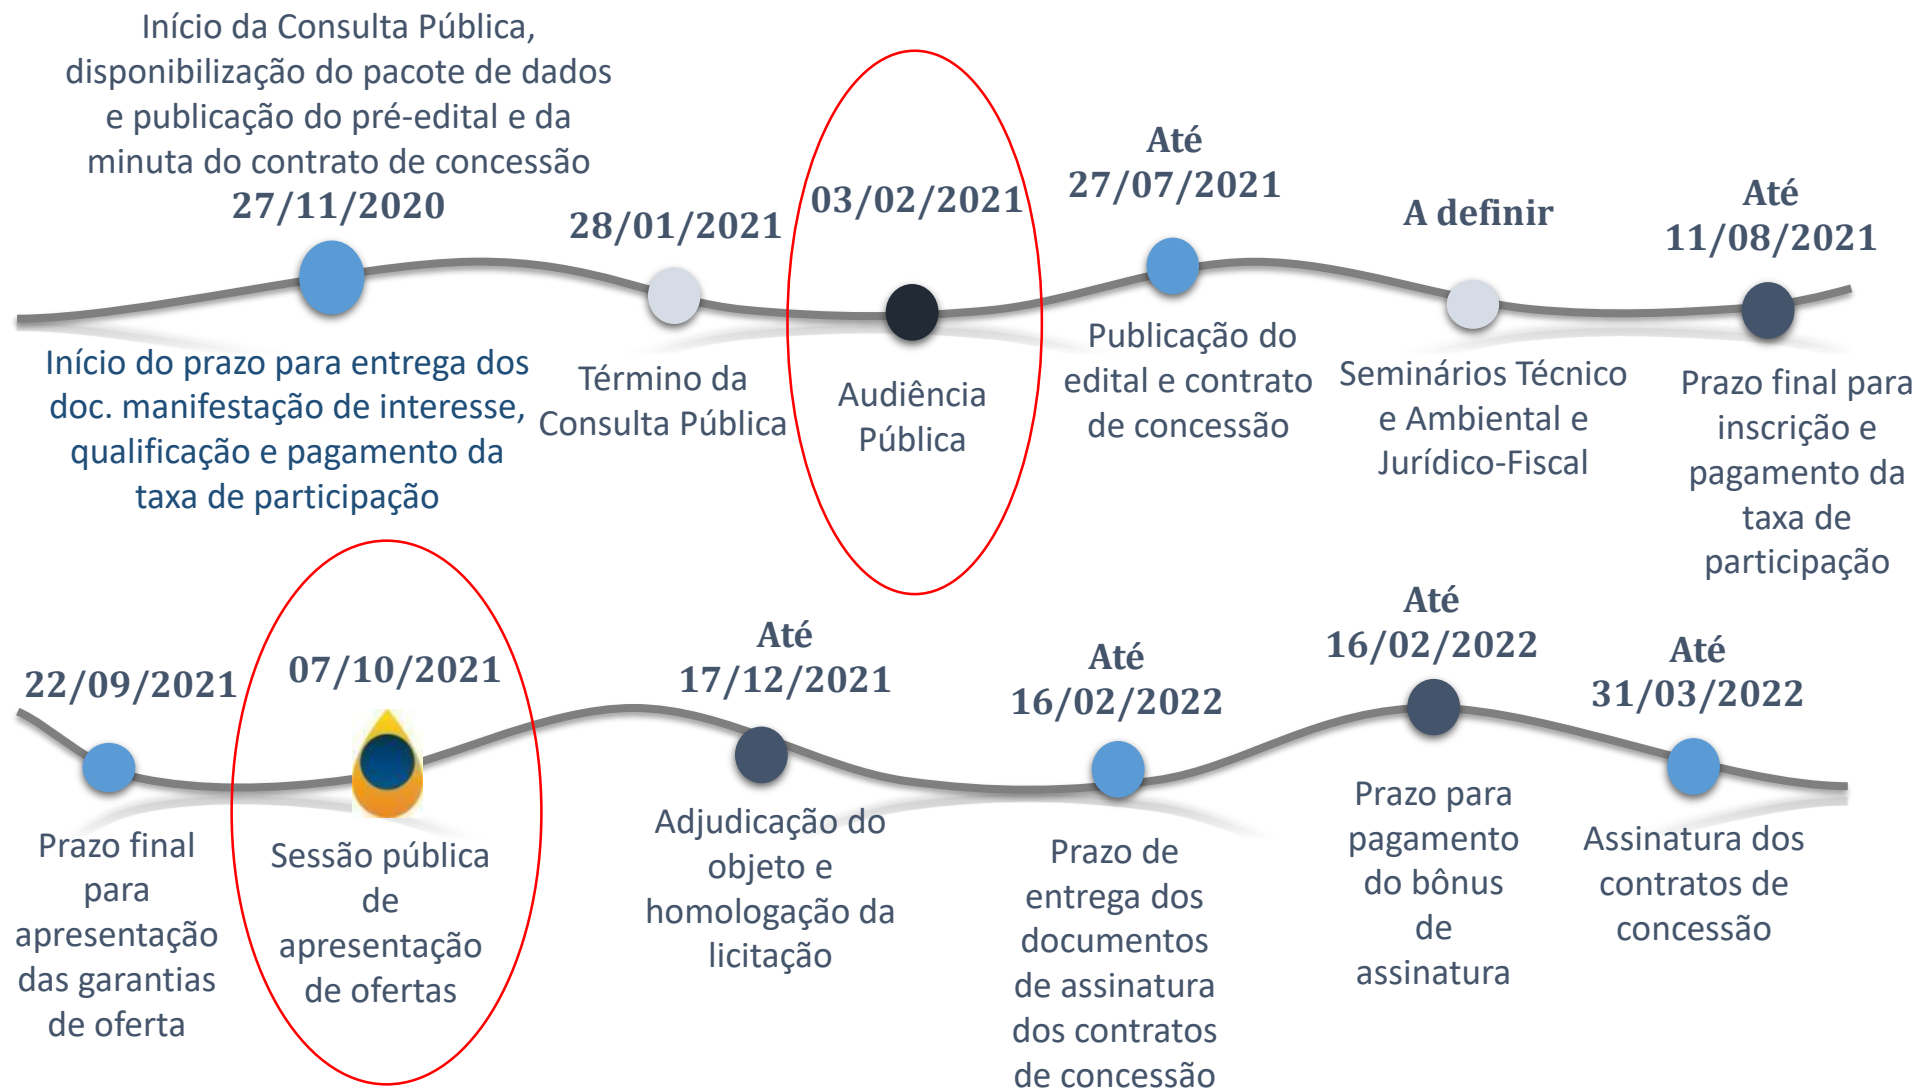 Início da Consulta Pública,
disponibilização do pacote de dados
e publicação do pré-edital e da
minuta do contrato de concessão
27/11/2020
Início do prazo para entrega dos
doc. manifestação de interesse,
qualificação e pagamento da
taxa de participação
28/01/2021
Término da
Consulta Pública
03/02/2021
Audiência
Pública
Até
27/07/2021
Publicação do
edital e contrato
de concessão
A definir
Seminários Técnico
e Ambiental e
Jurídico-Fiscal
Até
11/08/2021
Prazo final para
inscrição e
pagamento da
taxa de
participação
22/09/2021
Prazo final
para
apresentação
das garantias
de oferta
07/10/2021
Sessão pública
de
apresentação
de ofertas
Até
17/12/2021
Adjudicação do
objeto e
homologação da
licitação
Até
16/02/2022
Prazo de
entrega dos
documentos
de assinatura
dos contratos
de concessão
Até
16/02/2022
Prazo para
pagamento
do bônus
de
assinatura
Até
31/03/2022
Assinatura dos
contratos de
concessão